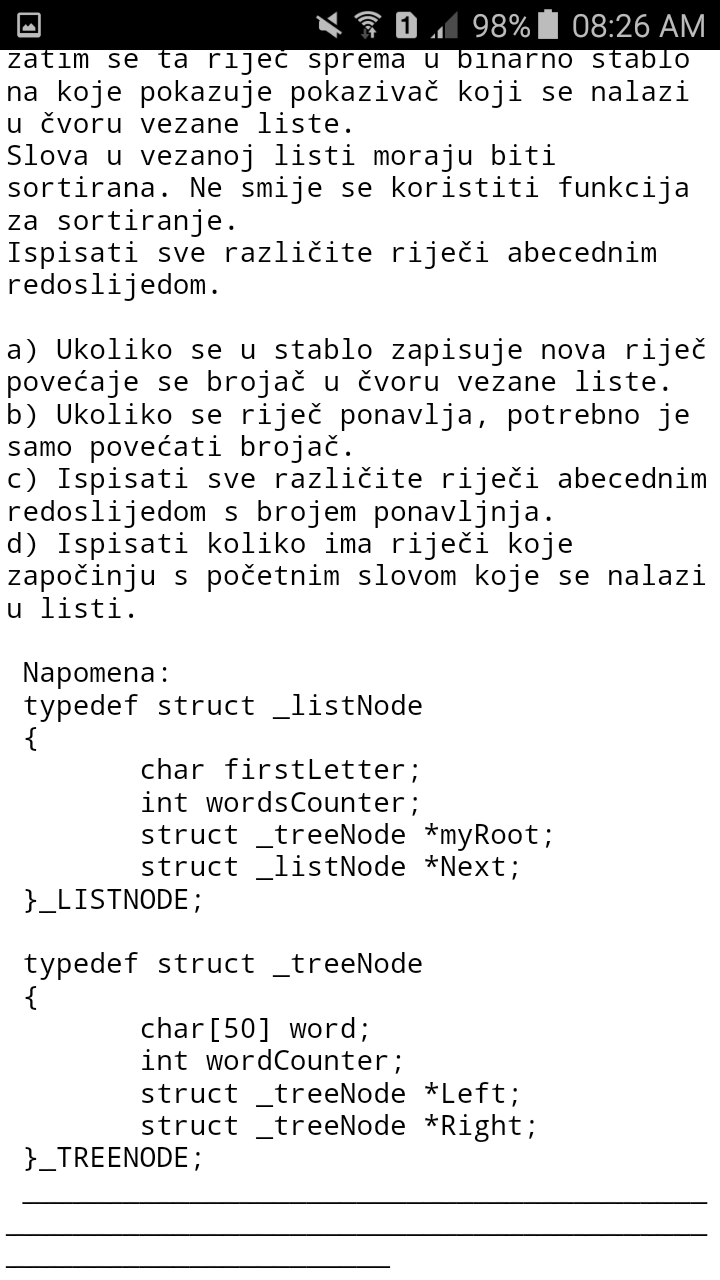 98% 08:26 AM
zatim se ta riječ sprema u binarno stablo
na koje pokazuje pokazivač koji se nalazi
u čvoru vezane liste.
Slova u vezanoj listi moraju biti
sortirana. Ne smije se koristiti funkcija
za sortiranje.
Ispisati sve različite riječi abecednim
redoslijedom.
a) Ukoliko se u stablo zapisuje nova riječ
povećaje se brojač u čvoru vezane liste.
b) Ukoliko se riječ ponavlja, potrebno je
samo povećati brojač.
c) Ispisati sve različite riječi abecednim
redoslijedom s brojem ponavljnja.
d) Ispisati koliko ima riječi koje
započinju s početnim slovom koje se nalazi
u listi.
Napomena:
typedef struct _listNode
{
char firstLetter;
int wordsCounter;
struct _treeNode *myRoot;
struct _listNode *Next;
}_LISTNODE;
typedef struct _treeNode
{
char[50] word;
int wordCounter;
struct _treeNode *Left;
struct _treeNode *Right;
}_TREENODE;